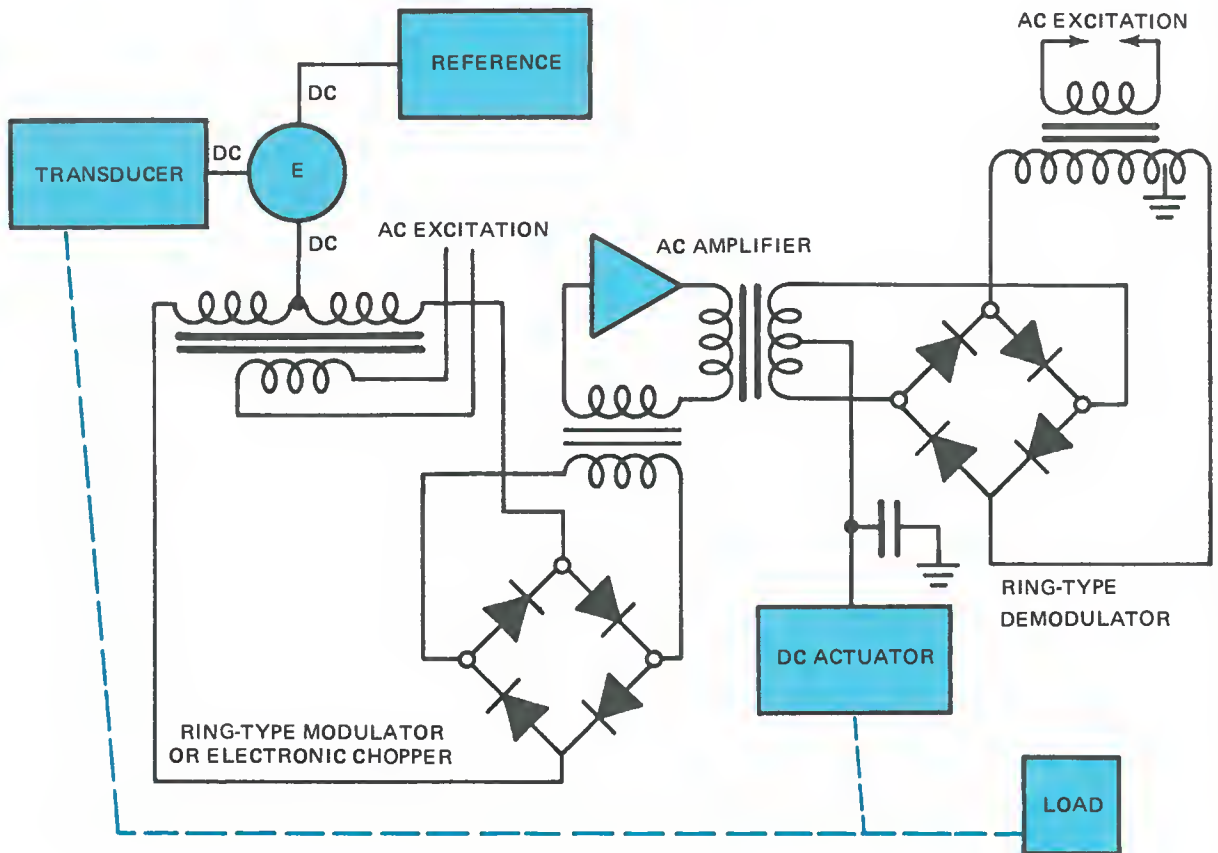 AC EXCITATION
REFERENCE
DC
TRANSDUCER
DC
E
DC
AC EXCITATION
AC AMPLIFIER
RING-TYPE
DEMODULATOR
DC ACTUATOR
RING-TYPE MODULATOR
OR ELECTRONIC CHOPPER
LOAD